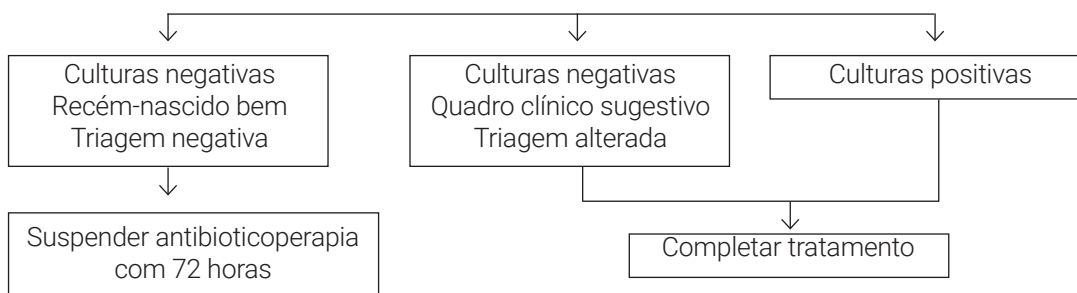 Culturas negativas
Recém-nascido bem
Triagem negativa
Culturas negativas
Quadro clínico sugestivo
Triagem alterada
Culturas positivas
Suspender antibioticoperapia
com 72 horas
Completar tratamento